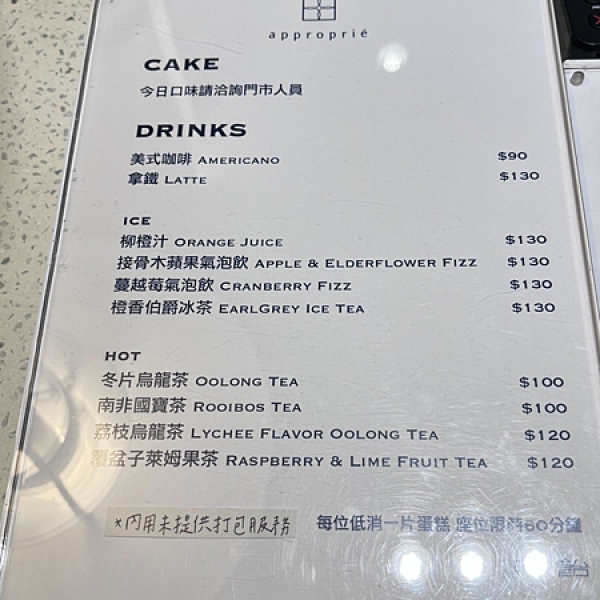 approprié
CAKE
今日口味請洽詢門市人員
DRINKS
美式咖啡 AMERICANO $90
拿鐵 LATTE $130
ICE
柳橙汁 ORANGE JUICE $130
接骨木蘋果氣泡飲 APPLE & ELDERFLOWER FIZZ $130
蔓越莓氣泡飲 CRANBERRY FIZZ $130
橙香伯爵冰茶 EARLGREY ICE TEA $130
HOT
冬片烏龍茶 OOLONG TEA $100
南非國寶茶 ROOIBOS TEA $100
荔枝烏龍茶 LYCHEE FLAVOR OOLONG TEA $120
覆盆子萊姆果茶 RASPBERRY & LIME FRUIT TEA $120
*內用未提供打包服務 每位低消一片蛋糕 座位限時60分鐘